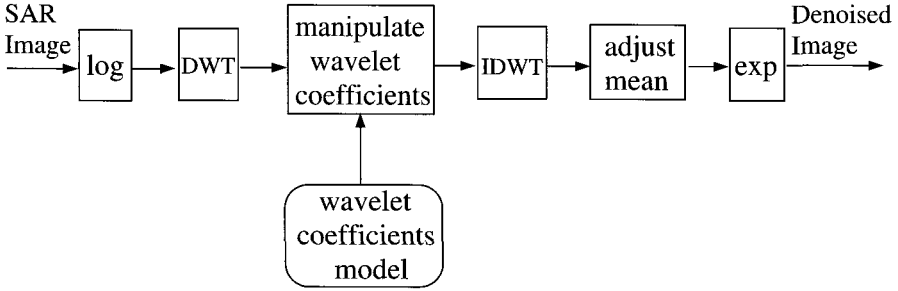 SAR
Image
log
DWT
manipulate
wavelet
coefficients
IDWT
adjust
mean
exp
Denoised
Image
wavelet
coefficients
model